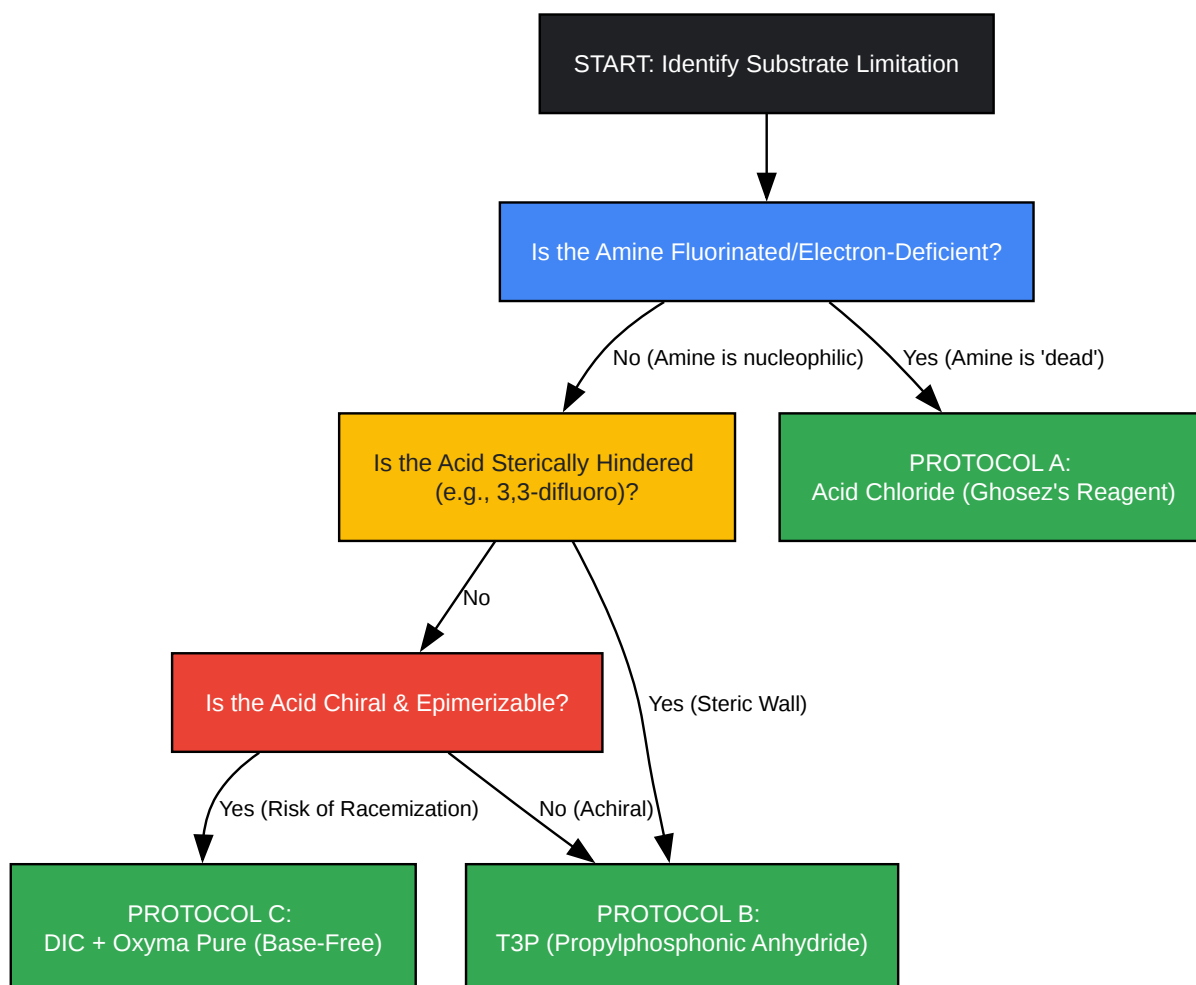 START: Identify Substrate Limitation
Is the Amine Fluorinated/Electron-Deficient?
No (Amine is nucleophilic)
Yes (Amine is 'dead')
Is the Acid Sterically Hindered
(e.g., 3,3-difluoro)?
PROTOCOL A:
Acid Chloride (Ghosez's Reagent)
No
Is the Acid Chiral & Epimerizable?
Yes (Steric Wall)
Yes (Risk of Racemization)
No (Achiral)
PROTOCOL C:
DIC + Oxyma Pure (Base-Free)
PROTOCOL B:
T3P (Propylphosphonic Anhydride)